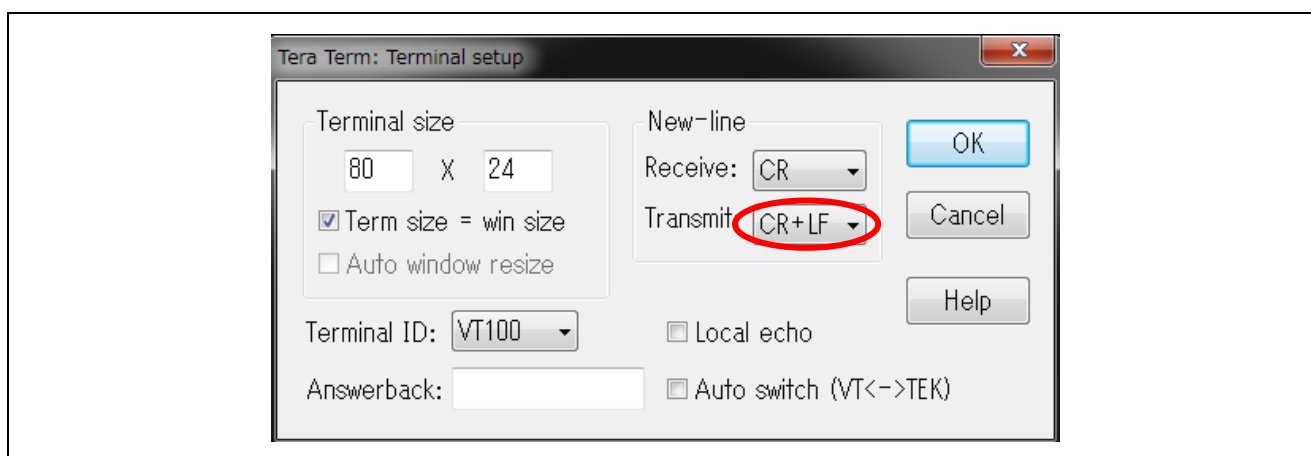 Tera Term: Terminal setup
Terminal size
80 X 24
Term size = win size
Auto window resize
New-line
Receive: CR
Transmit CR+LF
OK
Cancel
Help
Terminal ID: VT100
Local echo
Answerback:
Auto switch (VT<->TEK)